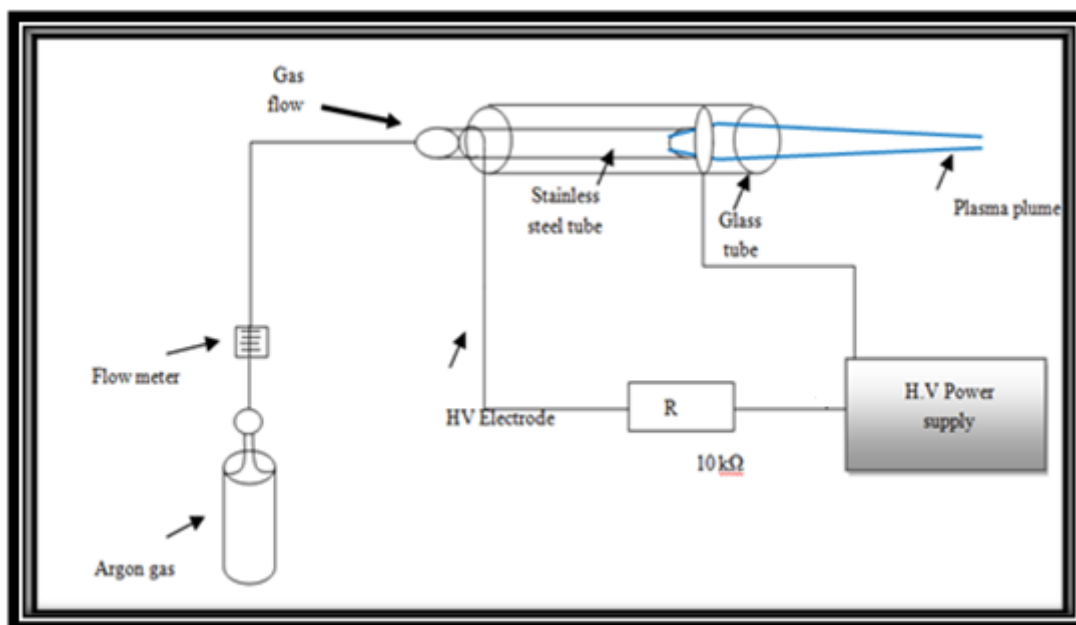 Gas
flow
Stainless
steel tube
Glass
tube
Plasma plume
Flow meter
HV Electrode
R
10 kΩ
H.V Power
supply
Argon gas